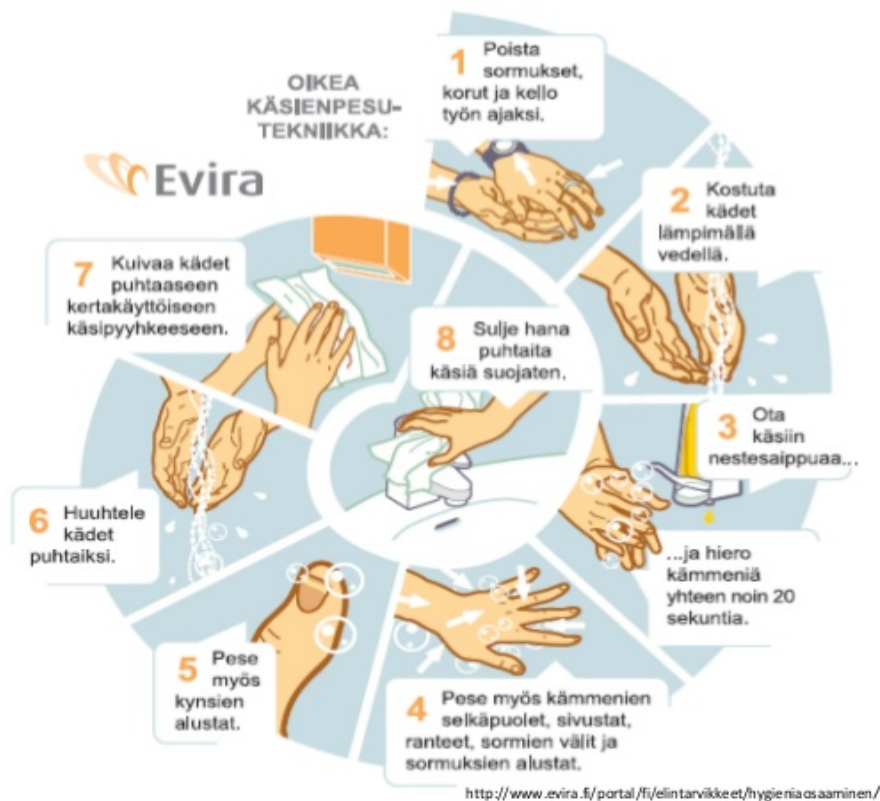 OIKEA
KÄSIENPESU-
TEKNIIKKA:
Evira
1 Poista
sormukset,
korut ja kello
työn ajaksi.
2 Kostuta
kädet
lämpimällä
vedellä.
3 Ota
käsiin
nestesaippuaa...
...ja hiero
kämmeniä
yhteen noin 20
sekuntia.
4 Pese myös kämmenien
selkäpuolet, sivustat,
ranteet, sormien välit ja
sormuksien alustat.
5 Pese
myös
kynsien
alustat.
6 Huuhtele
kädet
puhtaiksi.
7 Kuivaa kädet
puhtaaseen
kertakäyttöiseen
käsipyyhkeeseen.
8 Sulje hana
puhtaita
käsiä suojaten.
http://www.evira.fi/portal/fi/elintarvikkeet/hygieniaosaaminen/